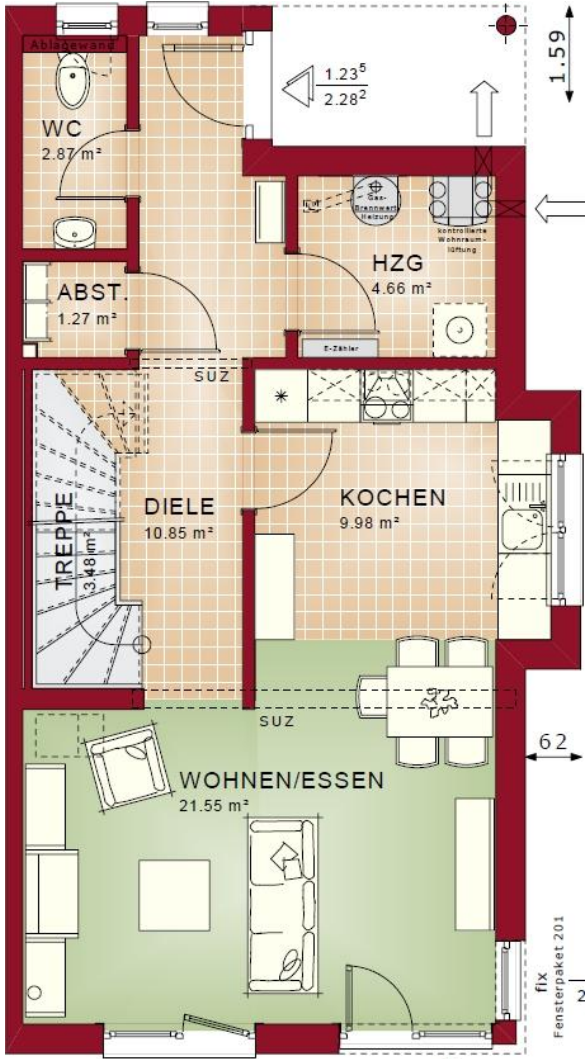 Ablagewand
WC
2.87 m²
1.23⁵
2.28²
1.59
Gas-
Brennwert
Heizung
kontrollierte
Wohnraum-
lüftung
HZG
4.66 m²
ABST.
1.27 m²
E-Zähler
SUZ
TREPPE
3.48 m²
DIELE
10.85 m²
KOCHEN
9.98 m²
SUZ
62
WOHNEN/ESSEN
21.55 m²
fix
Fensterpaket 201
2